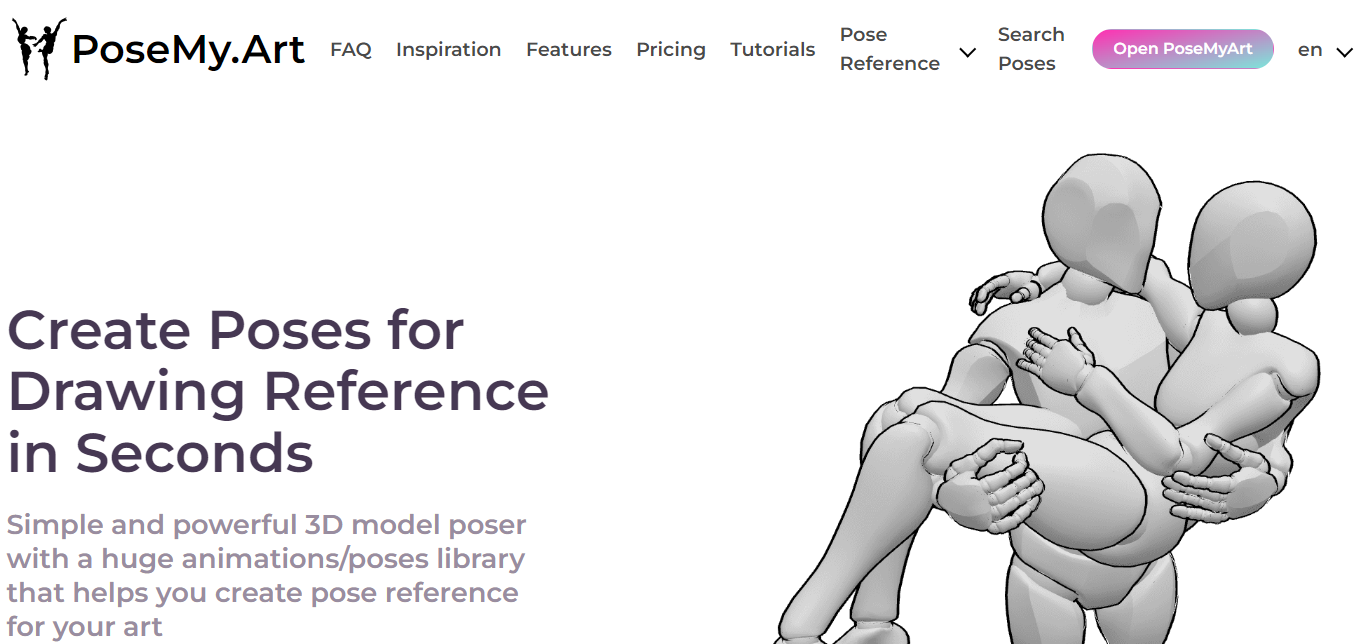 PoseMy.Art
FAQ
Inspiration
Features
Pricing
Tutorials
Pose
Reference
Search
Poses
Open PoseMyArt
en
Create Poses for
Drawing Reference
in Seconds
Simple and powerful 3D model poser
with a huge animations/poses library
that helps you create pose reference
for your art